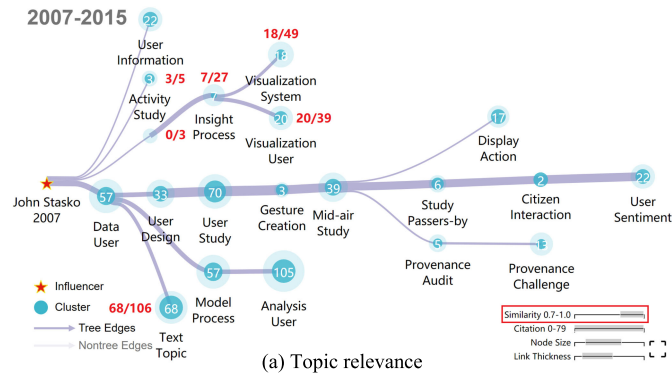 2007-2015
22
User
Information
18/49
18
Visualization
System
3
3/5
Activity
Study
7/27
7
Insight
Process
20
20/39
Visualization
User
0/3
17
Display
Action
John Stasko
2007
57
Data
User
33
User
Design
70
User
Study
3
Gesture
Creation
39
Mid-air
Study
6
Study
Passers-by
2
Citizen
Interaction
22
User
Sentiment
5
Provenance
Audit
13
Provenance
Challenge
57
Model
Process
105
Analysis
User
68/106
68
Text
Topic
Influencer
Cluster
Tree Edges
Nontree Edges
Similarity 0.7-1.0
Citation 0-79
Node Size
Link Thickness
(a) Topic relevance